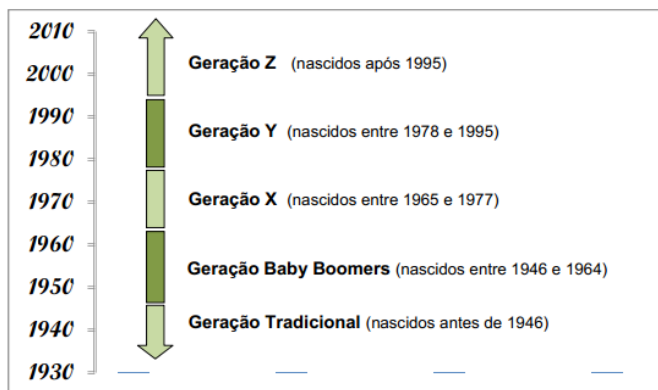 2010
Geração Z (nascidos após 1995)
2000
1990
Geração Y (nascidos entre 1978 e 1995)
1980
1970
Geração X (nascidos entre 1965 e 1977)
1960
Geração Baby Boomers (nascidos entre 1946 e 1964)
1950
Geração Tradicional (nascidos antes de 1946)
1940
1930